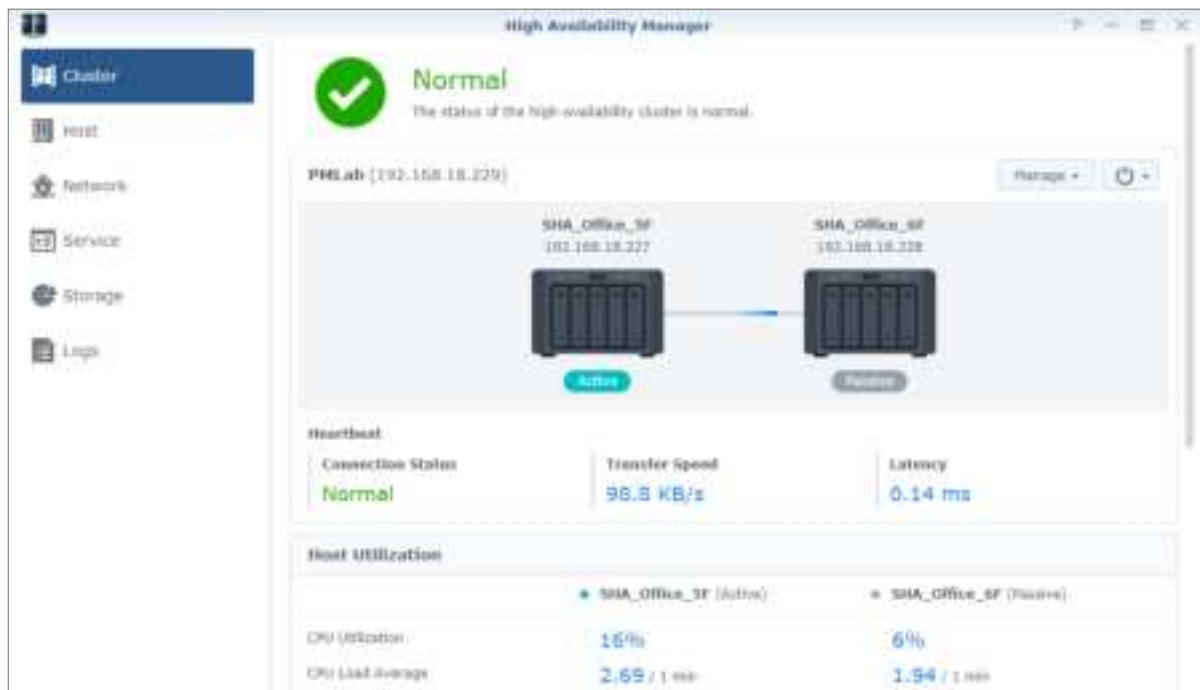 High Availability Manager
?
Cluster
Normal
The status of the high-availability cluster is normal.
Host
PMLab (192.168.18.229)
Manage
Network
SHA_Office_5F
SHA_Office_6F
192.168.18.227
192.168.18.228
Service
Storage
Logs
Active
Passive
Heartbeat
Connection Status
Transfer Speed
Latency
Normal
98.8 KB/s
0.14 ms
Host Utilization
SHA_Office_5F (Active)
SHA_Office_6F (Passive)
CPU Utilization
16%
6%
CPU Load Average
2.69 / 1 min
1.94 / 1 min